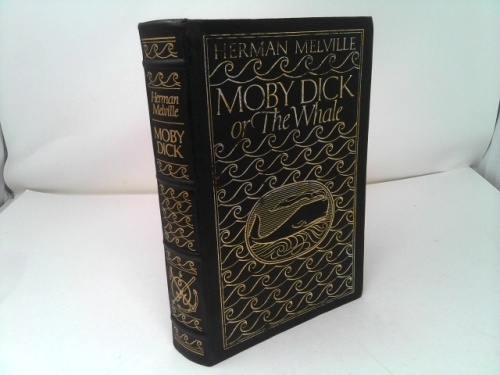 HERMAN MELVILLE
MOBY DICK
or The Whale
Herman
Melville
MOBY
DICK